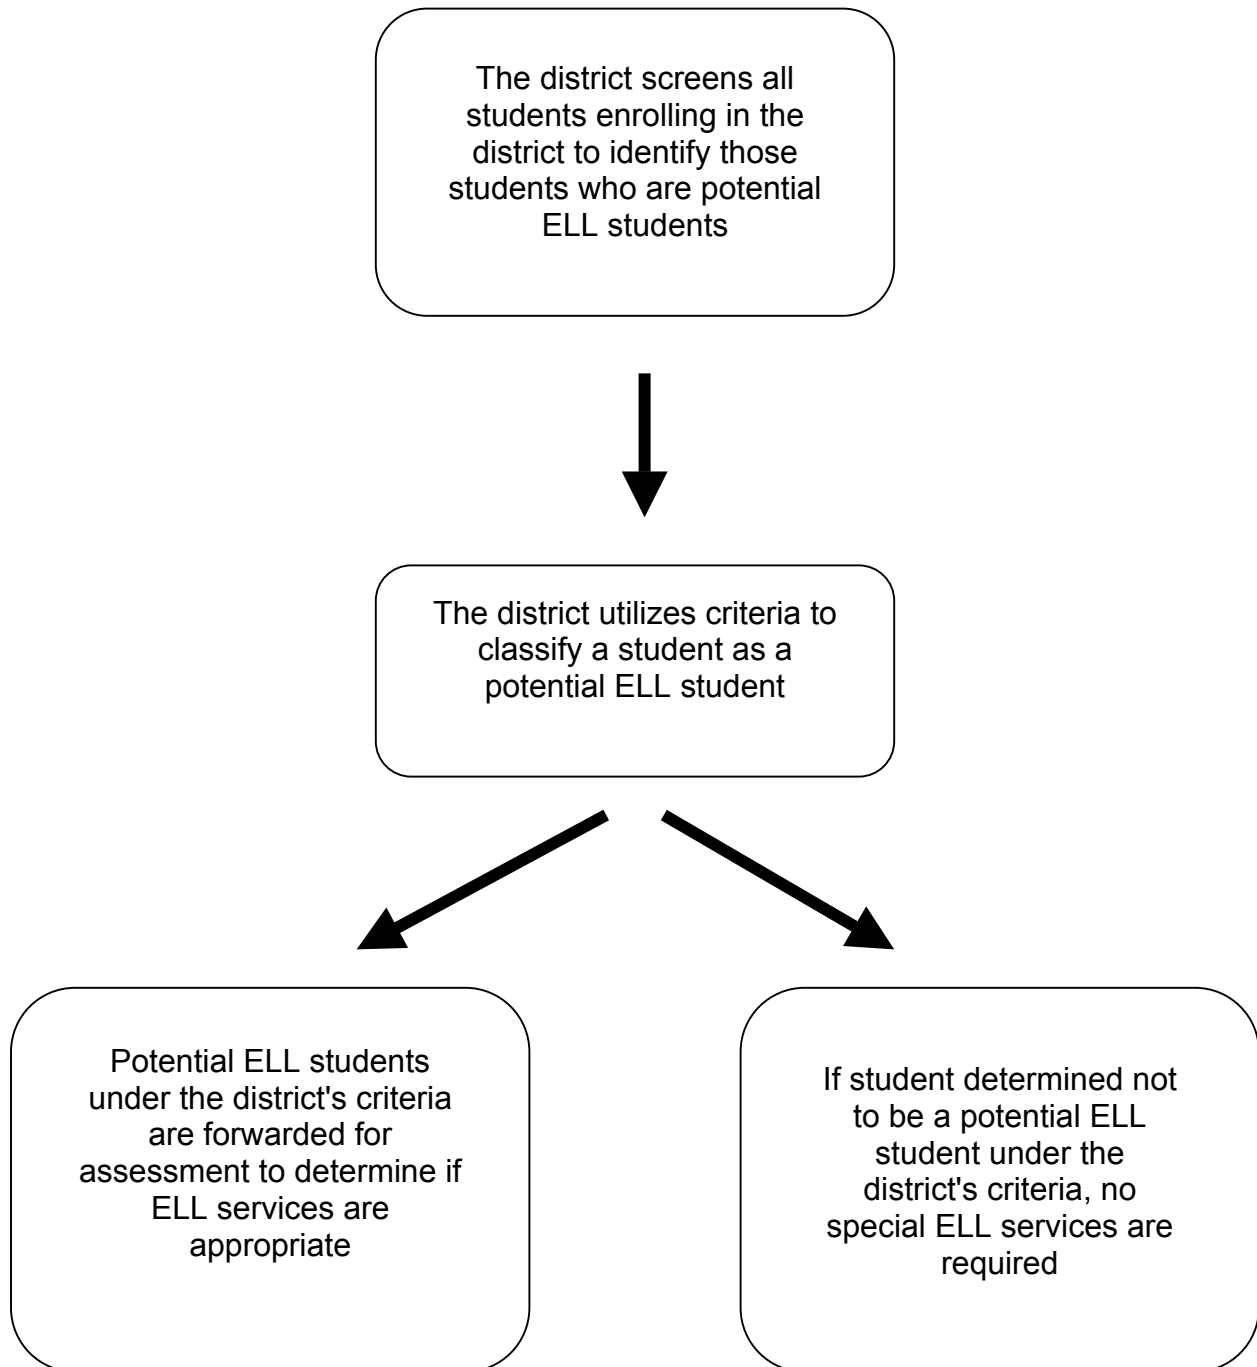 The district screens all
students enrolling in the
district to identify those
students who are potential
ELL students
The district utilizes criteria to
classify a student as a
potential ELL student
Potential ELL students
under the district's criteria
are forwarded for
assessment to determine if
ELL services are
appropriate
If student determined not
to be a potential ELL
student under the
district's criteria, no
special ELL services are
required